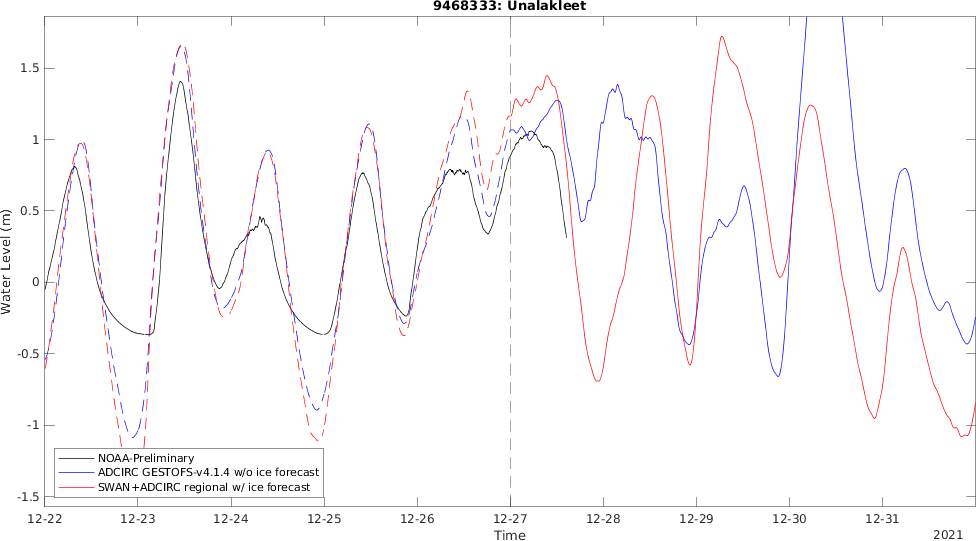 9468333: Unalakleet
Water Level (m)
1.5
1
0.5
0
-0.5
-1
-1.5
NOAA-Preliminary
ADCIRC GESTOFS-v4.1.4 w/o ice forecast
SWAN+ADCIRC regional w/ ice forecast
12-22 12-23 12-24 12-25 12-26 12-27 12-28 12-29 12-30 12-31
Time
2021